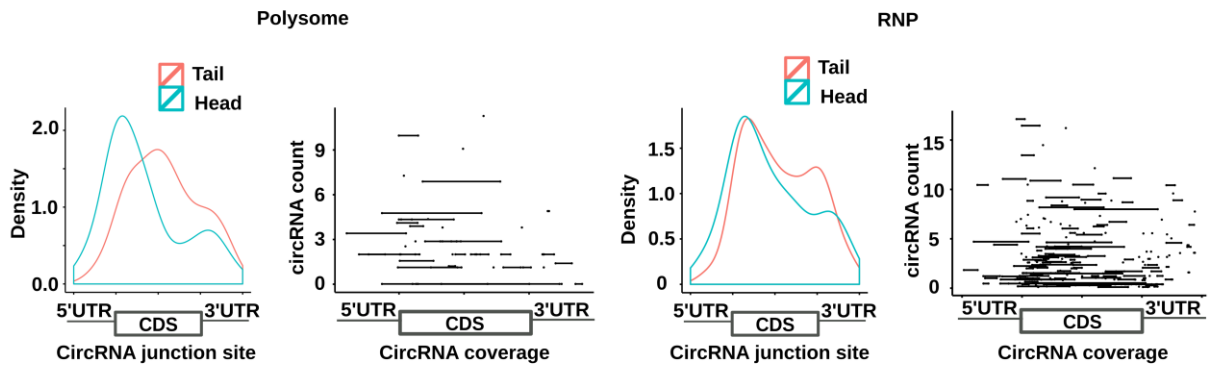 Polysome
RNP
Tail
Head
Density
2.0
1.0
0.0
5'UTR
3'UTR
CDS
CircRNA junction site
circRNA count
9
6
3
0
5'UTR
3'UTR
CDS
CircRNA coverage
Tail
Head
Density
1.5
1.0
0.5
0
5'UTR
3'UTR
CDS
CircRNA junction site
circRNA count
15
10
5
0
5'UTR
3'UTR
CDS
CircRNA coverage